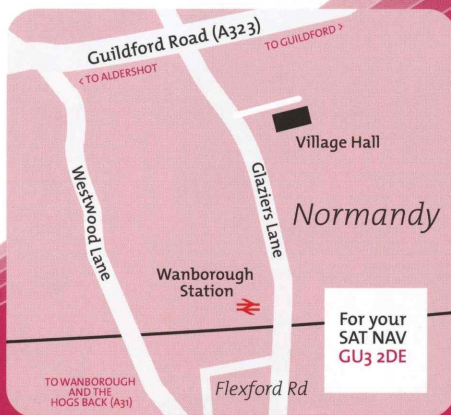 Guildford Road (A323)
TO GUILDFORD >
< TO ALDERSHOT
Village Hall
Westwood Lane
Glaziers Lane
Normandy
Wanborough
Station
For your
SAT NAV
GU3 2DE
TO WANBOROUGH
AND THE
HOGS BACK (A31)
Flexford Rd